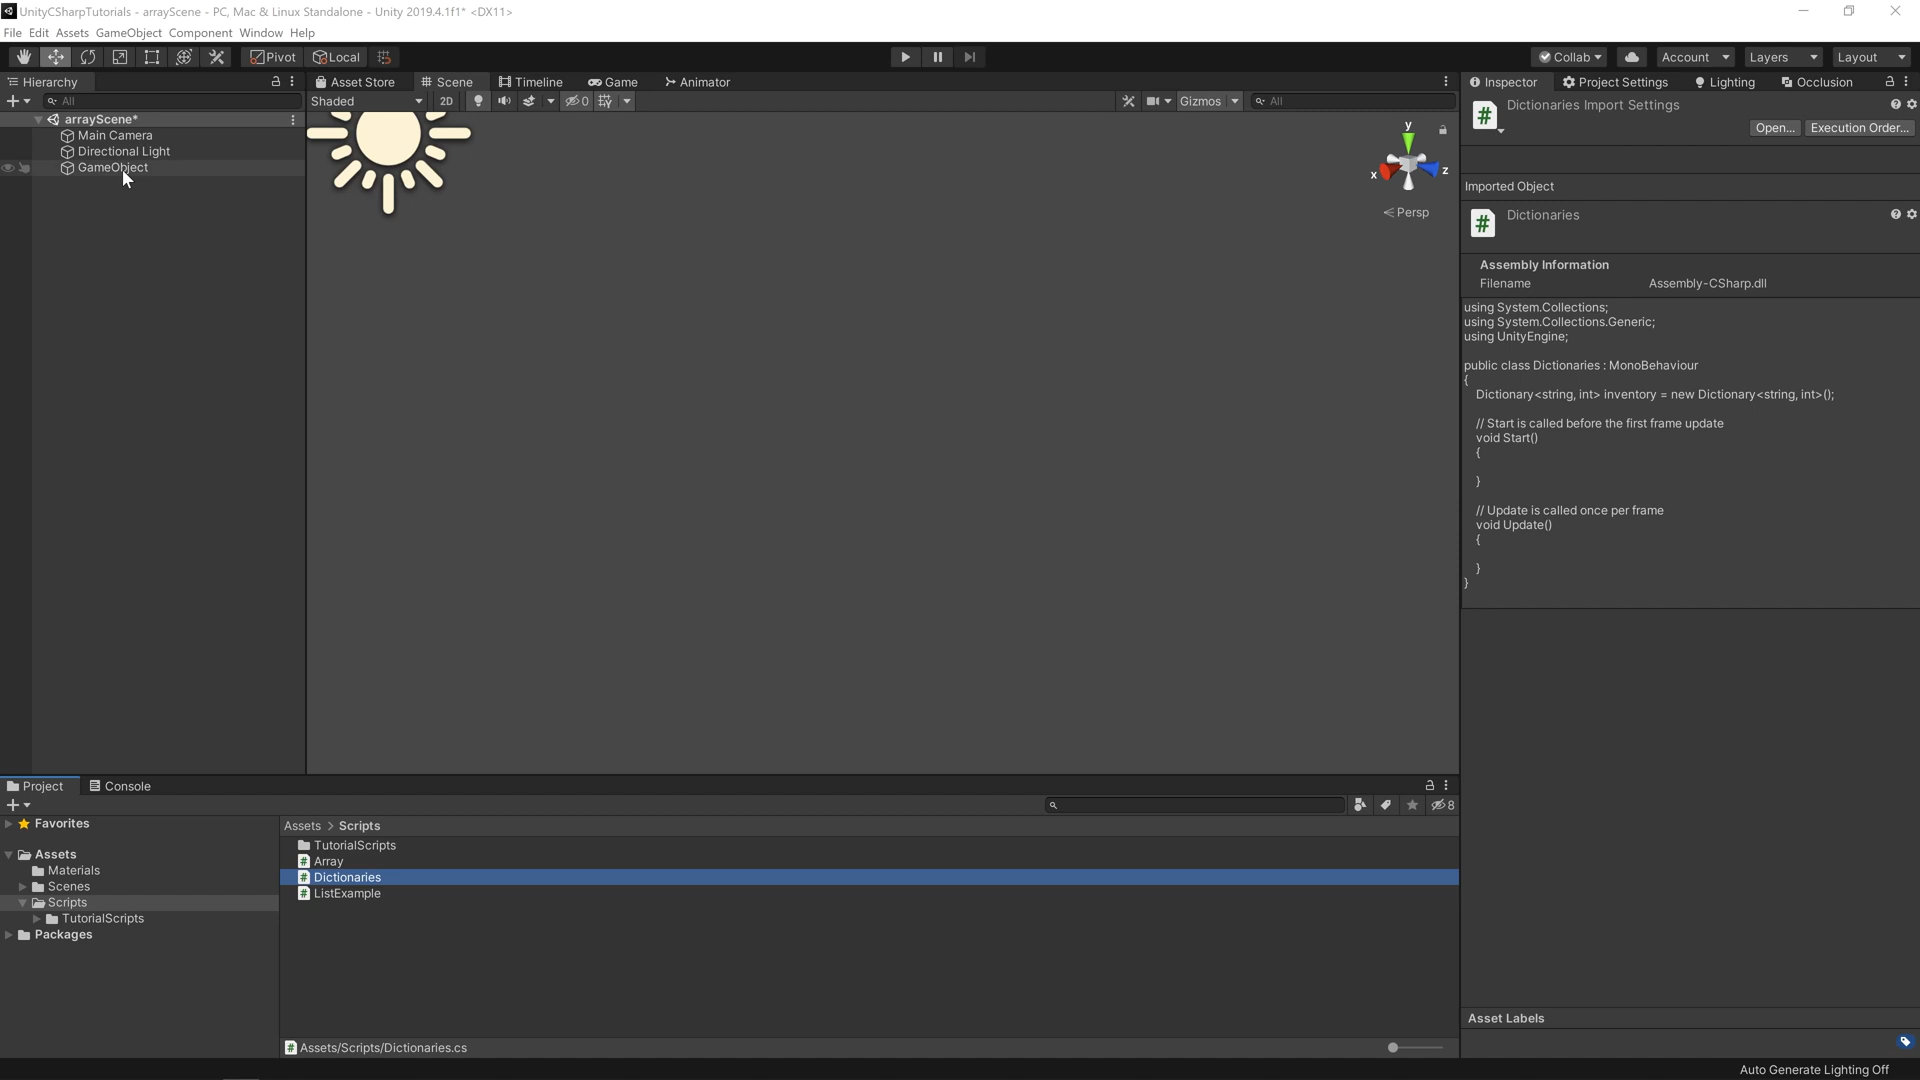 UnityCSharpTutorials - arrayScene - PC, Mac & Linux Standalone - Unity 2019.4.1f1* <DX11>
File Edit Assets GameObject Component Window Help
Pivot Local Collab Account Layers Layout
Hierarchy Asset Store Scene Timeline Game Animator Inspector Project Settings Lighting Occlusion
All Shaded 2D 0 Gizmos All
arrayScene*
Main Camera
Directional Light
GameObject
y
x z
Persp
Dictionaries Import Settings
Open... Execution Order...
Imported Object
# Dictionaries
Assembly Information
Filename Assembly-CSharp.dll
using System.Collections;
using System.Collections.Generic;
using UnityEngine;
public class Dictionaries : MonoBehaviour
{
Dictionary<string, int> inventory = new Dictionary<string, int>();
// Start is called before the first frame update
void Start()
{
}
// Update is called once per frame
void Update()
{
}
}
Project Console
8
Favorites
Assets
Materials
Scenes
Scripts
TutorialScripts
Packages
Assets > Scripts
TutorialScripts
# Array
# Dictionaries
# ListExample
# Assets/Scripts/Dictionaries.cs
Asset Labels
Auto Generate Lighting Off